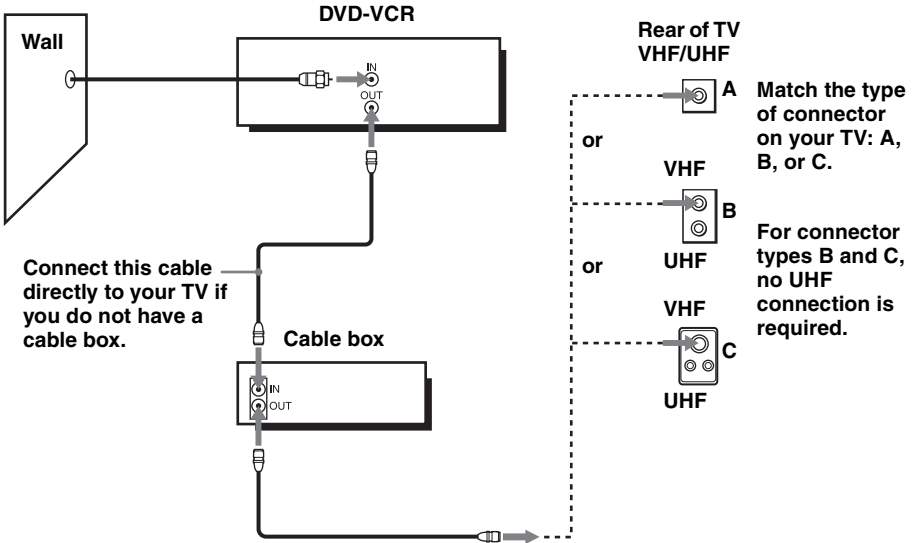 DVD-VCR
Wall
IN
OUT
Rear of TV
VHF/UHF
A
Match the type
of connector
on your TV: A,
B, or C.
or
VHF
B
UHF
For connector
types B and C,
no UHF
connection is
required.
or
VHF
C
UHF
Connect this cable
directly to your TV if
you do not have a
cable box.
Cable box
IN
OUT